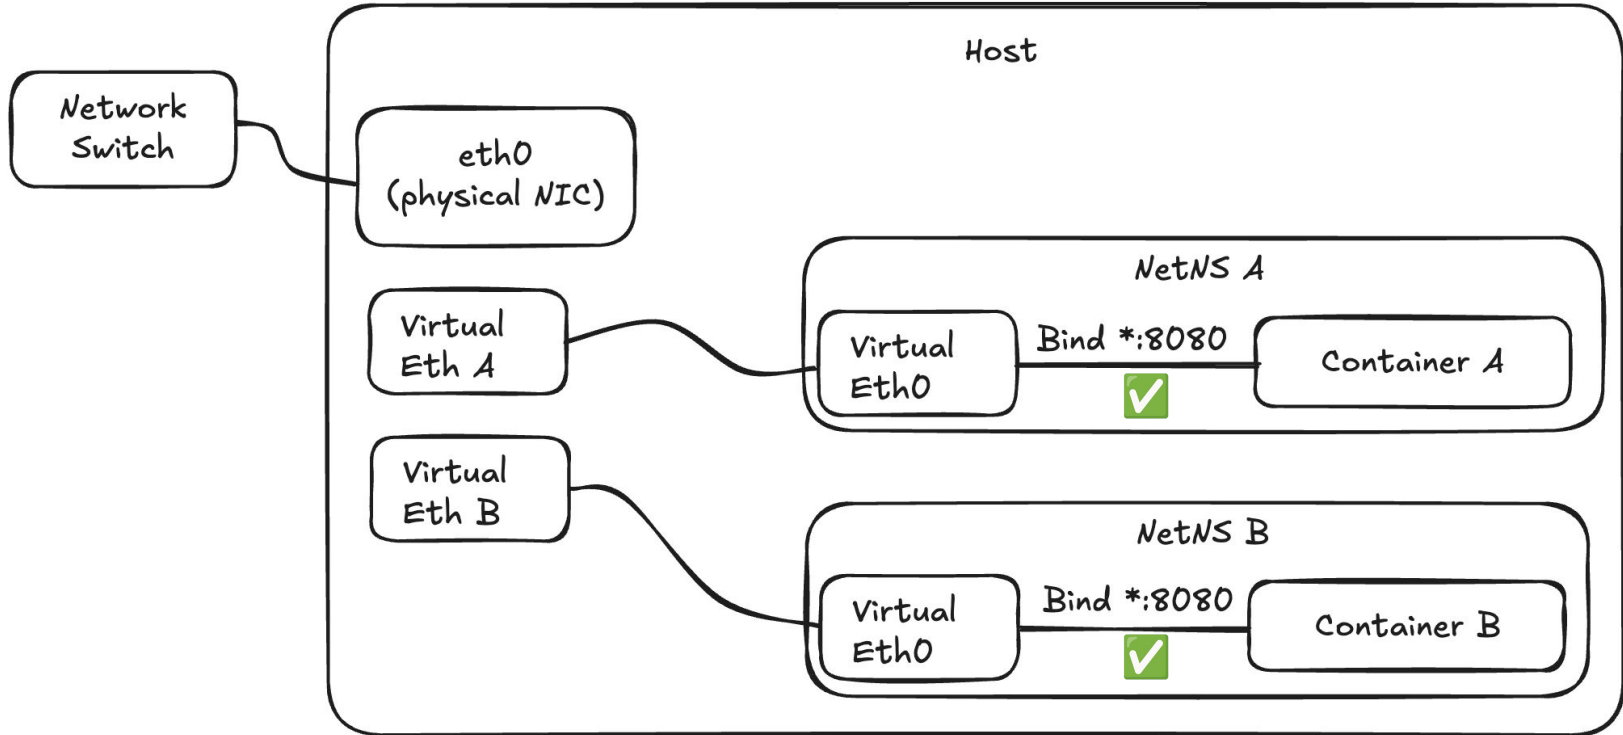 Host
Network
Switch
eth0
(physical NIC)
NetNS A
Virtual
Eth A
Virtual
Eth0
Bind *:8080
Container A
Virtual
Eth B
NetNS B
Virtual
Eth0
Bind *:8080
Container B